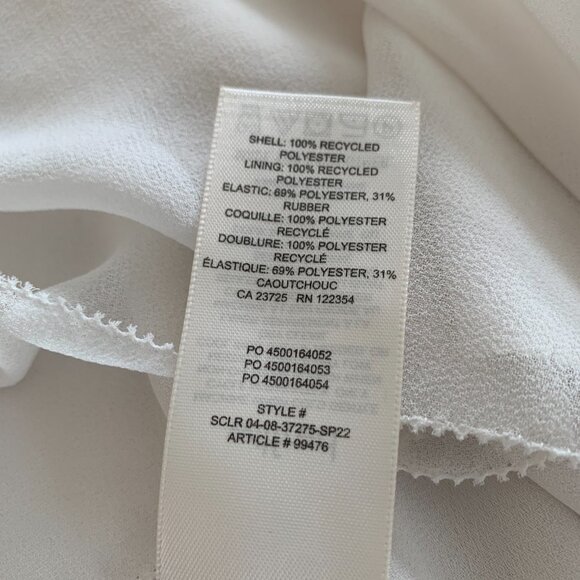 SHELL: 100% RECYCLED
POLYESTER
LINING: 100% RECYCLED
POLYESTER
ELASTIC: 69% POLYESTER, 31%
RUBBER
COQUILLE: 100% POLYESTER
RECYCLÉ
DOUBLURE: 100% POLYESTER
RECYCLÉ
ÉLASTIQUE: 69% POLYESTER, 31%
CAOUTCHOUC
CA 23725 RN 122354
PO 4500164052
PO 4500164053
PO 4500164054
STYLE #
SCLR 04-08-37275-SP22
ARTICLE # 99476